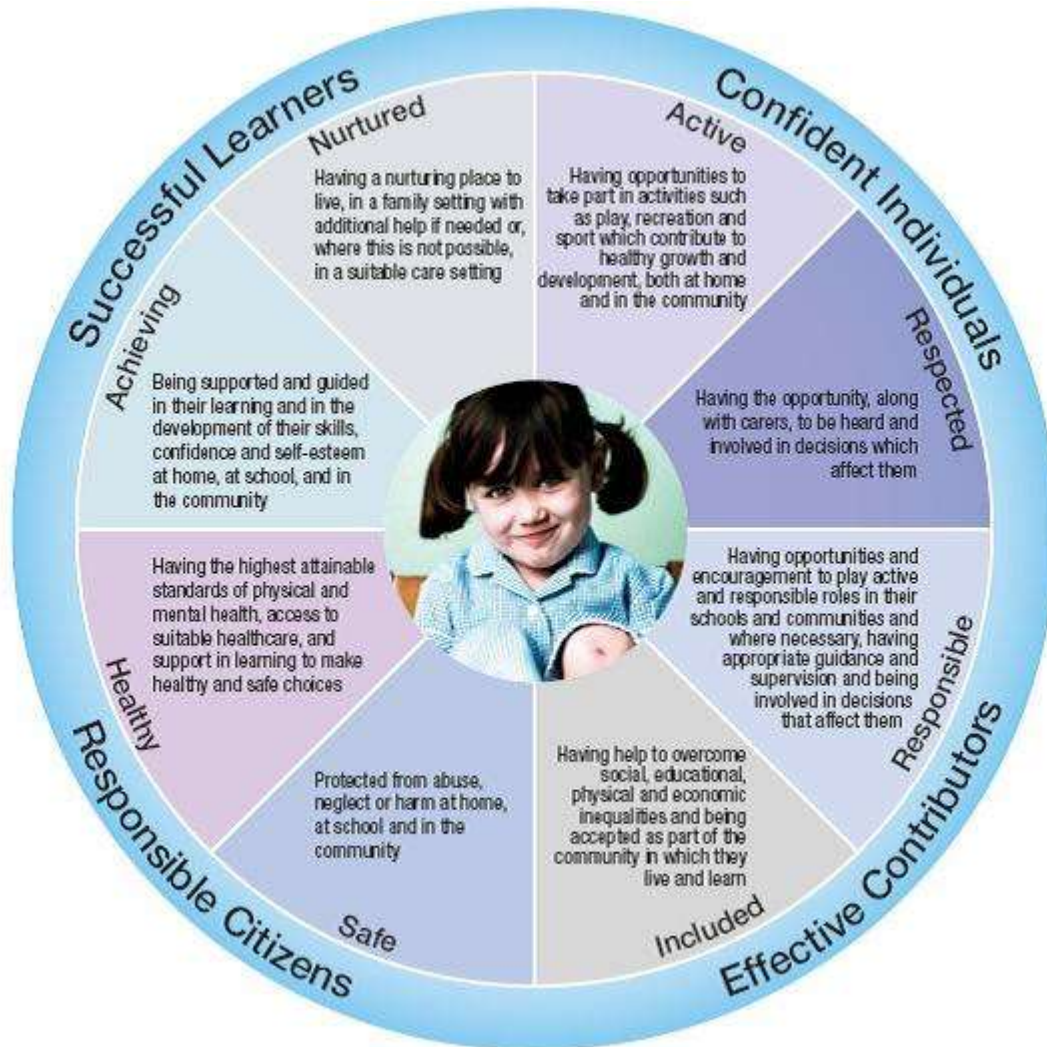 Successful Learners
Confident Individuals
Nurtured
Having a nurturing place to
live, in a family setting with
additional help if needed or,
where this is not possible,
in a suitable care setting
Active
Having opportunities to
take part in activities such
as play, recreation and
sport which contribute to
healthy growth and
development, both at home
and in the community
Achieving
Being supported and guided
in their learning and in the
development of their skills,
confidence and self-esteem
at home, at school, and in
the community
Respected
Having the opportunity, along
with carers, to be heard and
involved in decisions which
affect them
Healthy
Having the highest attainable
standards of physical and
mental health, access to
suitable healthcare, and
support in learning to make
healthy and safe choices
Responsible
Having opportunities and
encouragement to play active
and responsible roles in their
schools and communities and
where necessary, having
appropriate guidance and
supervision and being
involved in decisions
that affect them
Safe
Protected from abuse,
neglect or harm at home,
at school and in the
community
Included
Having help to overcome
social, educational,
physical and economic
inequalities and being
accepted as part of the
community in which they
live and learn
Responsible Citizens
Effective Contributors